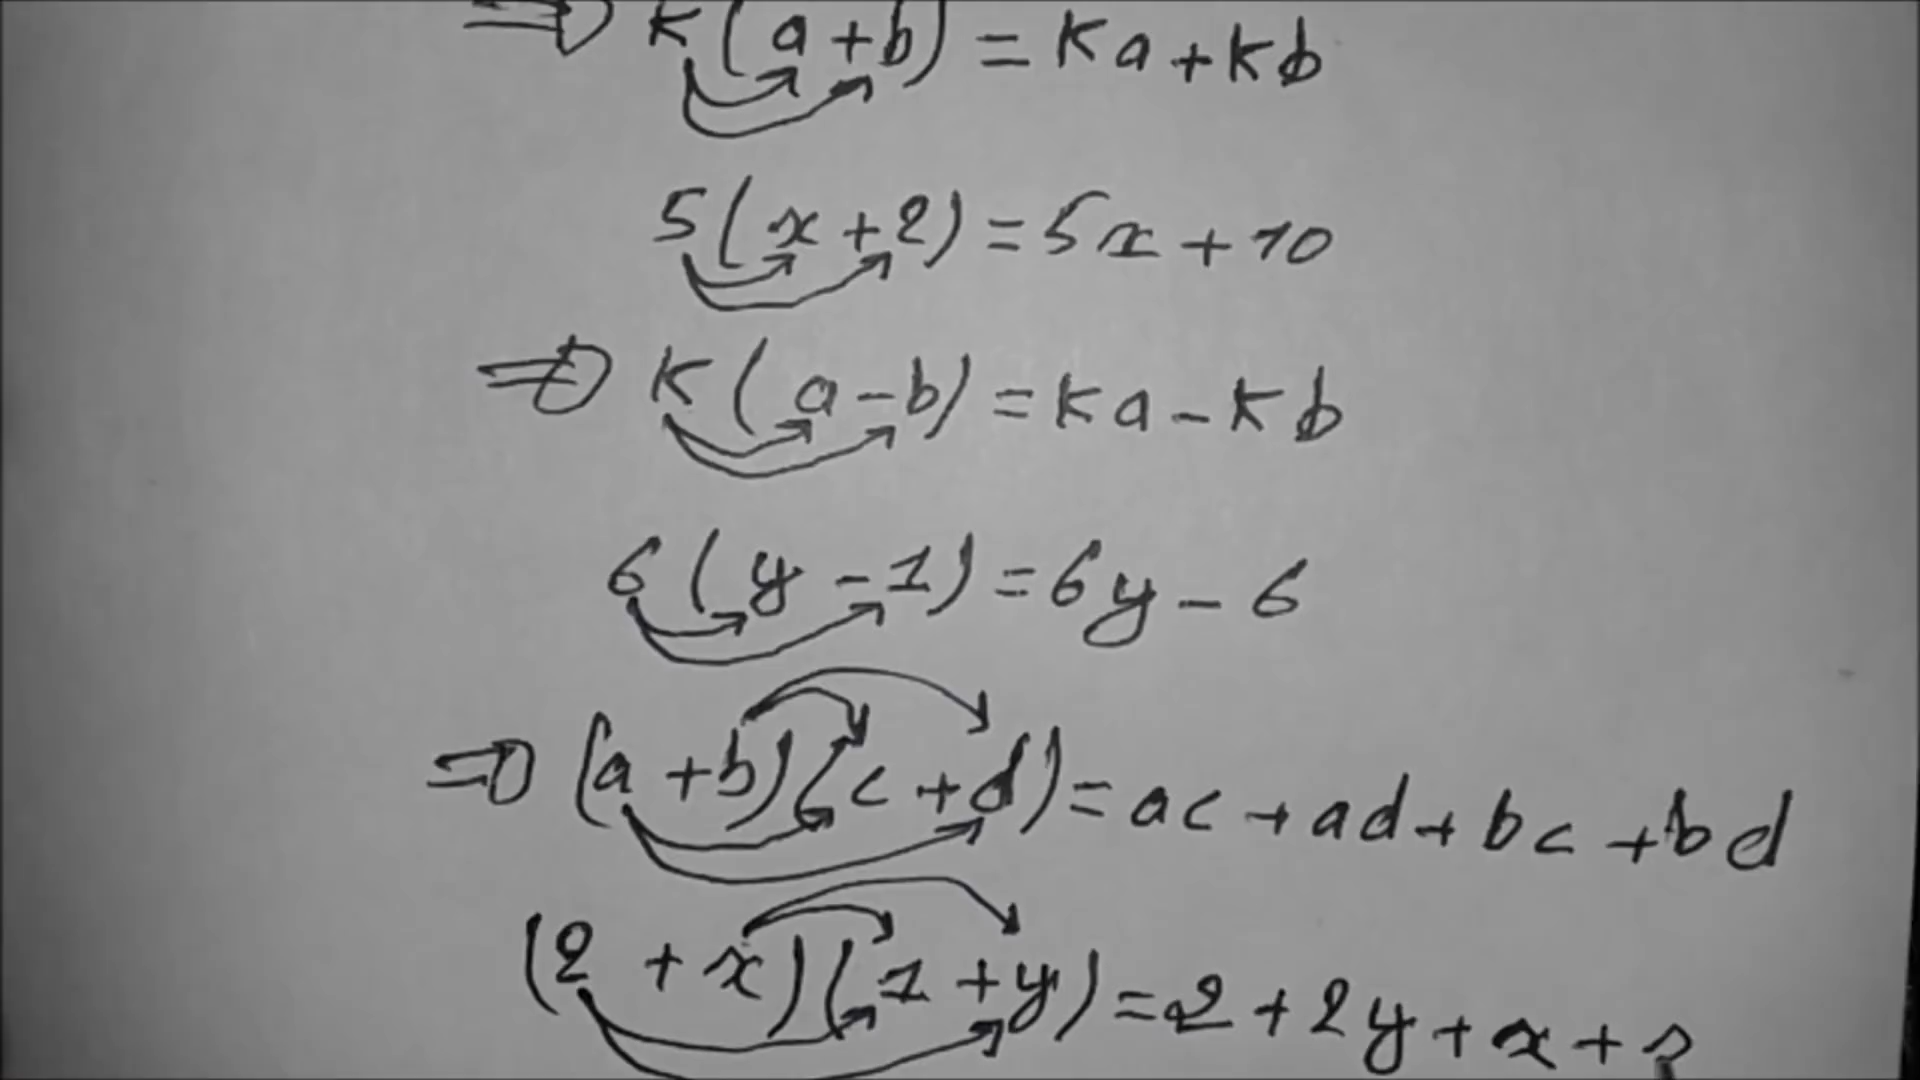 ⇒ k(a+b) = ka+kb
5(x+2) = 5x+10
⇒ k(a-b) = ka-kb
6(y-1) = 6y-6
⇒ (a+b)(c+d) = ac+ad+bc+bd
(2+x)(1+y) = 2+2y+x+